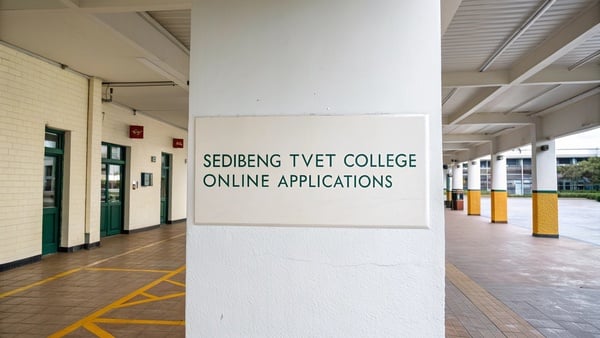 SEDIBENG TVET COLLEGE
ONLINE APPLICATIONS